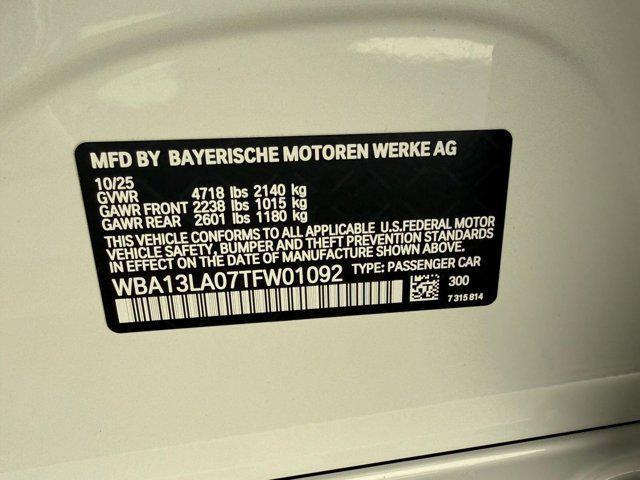 MFD BY BAYERISCHE MOTOREN WERKE AG
10/25
GVWR 4718 lbs 2140 kg
GAWR FRONT 2238 lbs 1015 kg
GAWR REAR 2601 lbs 1180 kg
THIS VEHICLE CONFORMS TO ALL APPLICABLE U.S.FEDERAL MOTOR
VEHICLE SAFETY, BUMPER AND THEFT PREVENTION STANDARDS
IN EFFECT ON THE DATE OF MANUFACTURE SHOWN ABOVE.
WBA13LA07TFW01092 TYPE: PASSENGER CAR
300
7 315 814